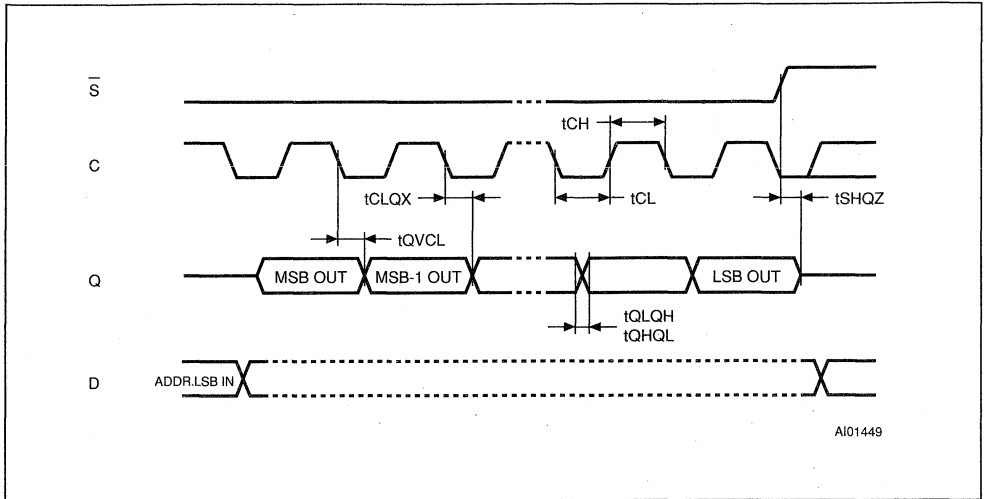 S
tCH
C
tCLQX
tCL
tSHQZ
tQVCL
Q
MSB OUT
MSB-1 OUT
LSB OUT
tQLQH
tQHQL
D
ADDR.LSB IN
AI01449